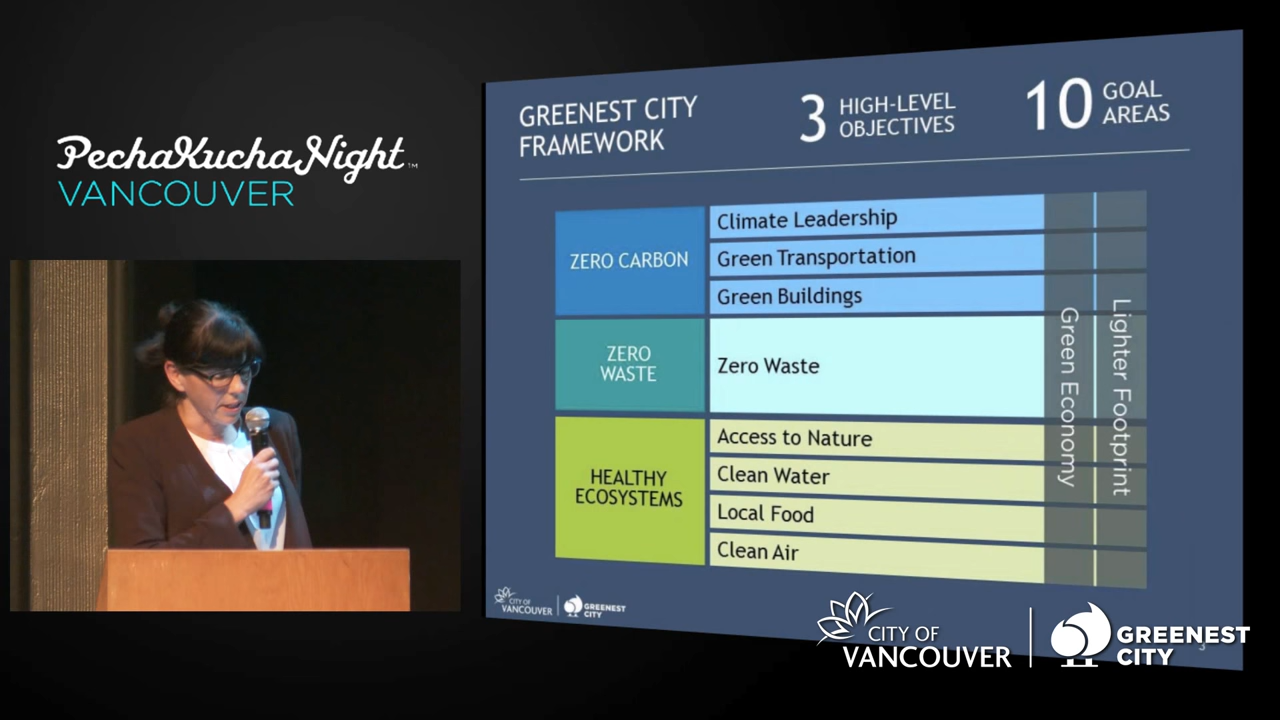 PechaKuchaNight™
VANCOUVER
GREENEST CITY
FRAMEWORK
3
HIGH-LEVEL
OBJECTIVES
10
GOAL
AREAS
ZERO CARBON
Climate Leadership
Green Transportation
Green Buildings
ZERO
WASTE
Zero Waste
HEALTHY
ECOSYSTEMS
Access to Nature
Clean Water
Local Food
Clean Air
Green Economy
Lighter Footprint
CITY OF
VANCOUVER
GREENEST
CITY
3
CITY OF
VANCOUVER
GREENEST
CITY